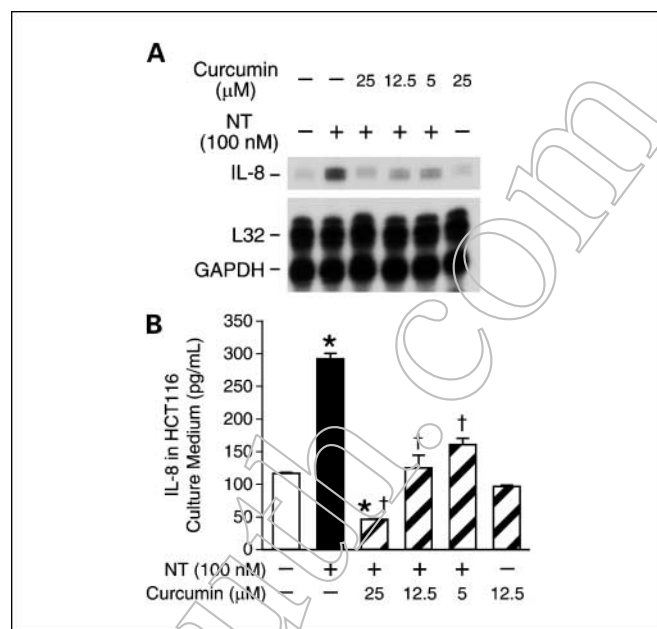 A
Curcumin (μM) – – 25 12.5 5 25
NT (100 nM) – + + + + –
IL-8 –
L32 –
GAPDH –
B
IL-8 in HCT116
Culture Medium (pg/mL)
350
300
250
200
150
100
50
0
* * † † †
NT (100 nM) – + + + + –
Curcumin (μM) – – 25 12.5 5 12.5
.com